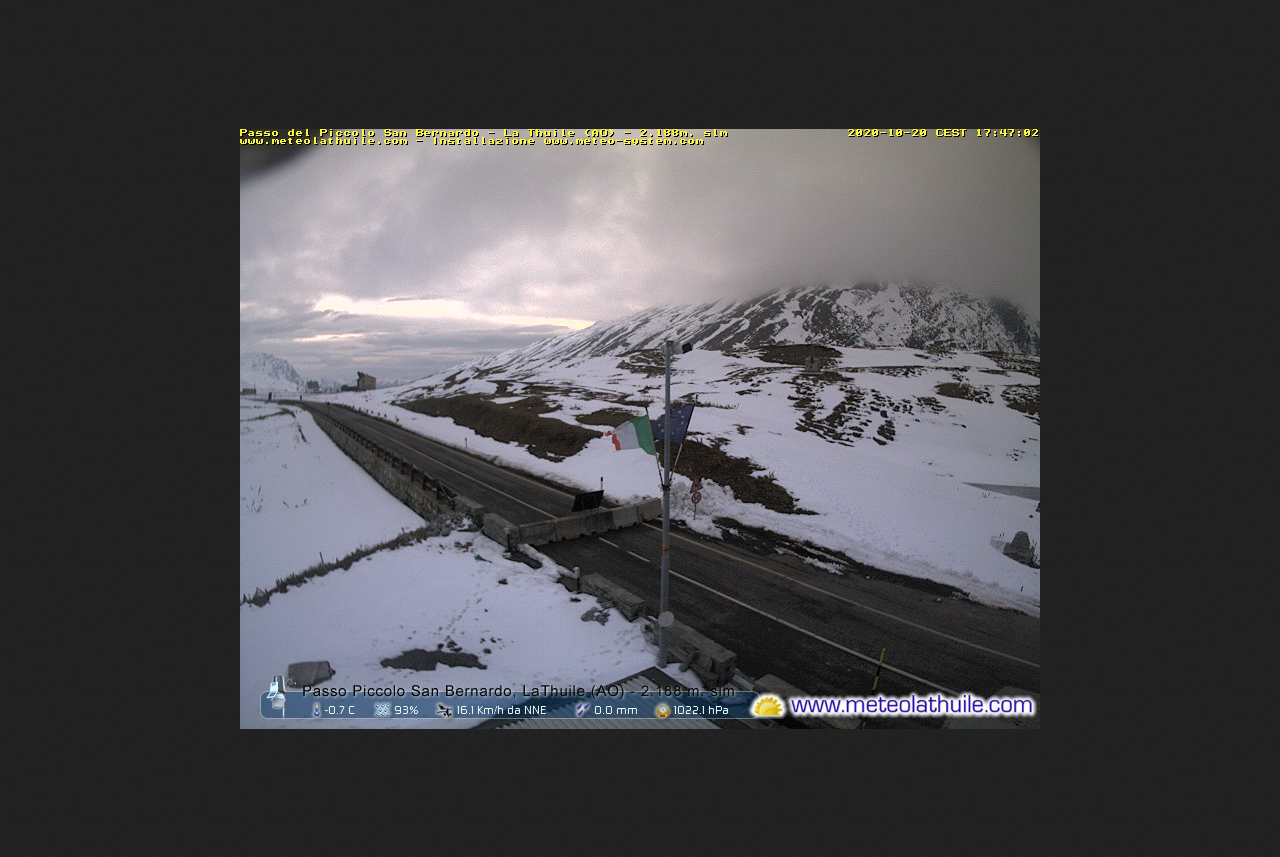 Passo del Piccolo San Bernardo - La Thuile (AO) - 2.188m. slm
2020-10-20 CEST 17:47:02
www.meteolathuile.com - Installazione www.meteo-system.com
Passo Piccolo San Bernardo, LaThuile (AO) - 2.188 m. slm
-0.7 C 93% 16.1 Km/h da NNE 0.0 mm 1022.1 hPa
www.meteolathuile.com